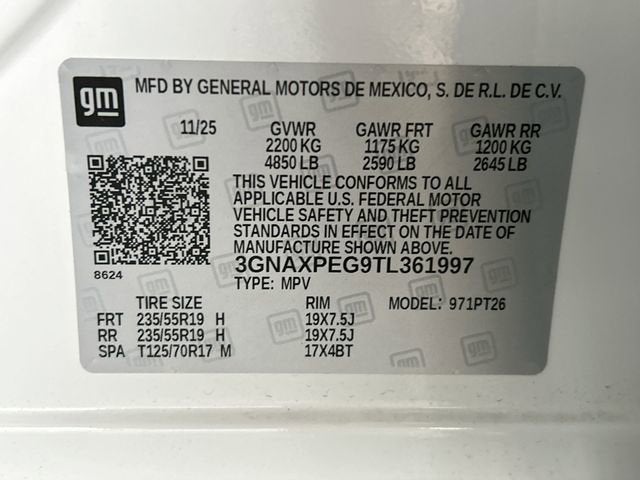 gm
MFD BY GENERAL MOTORS DE MEXICO, S. DE R.L. DE C.V.
11/25 GVWR GAWR FRT GAWR RR
2200 KG 1175 KG 1200 KG
4850 LB 2590 LB 2645 LB
THIS VEHICLE CONFORMS TO ALL
APPLICABLE U.S. FEDERAL MOTOR
VEHICLE SAFETY AND THEFT PREVENTION
STANDARDS IN EFFECT ON THE DATE OF
MANUFACTURE SHOWN ABOVE.
8624
3GNAXPEG9TL361997
TYPE: MPV
TIRE SIZE RIM MODEL: 971PT26
FRT 235/55R19 H 19X7.5J
RR 235/55R19 H 19X7.5J
SPA T125/70R17 M 17X4BT